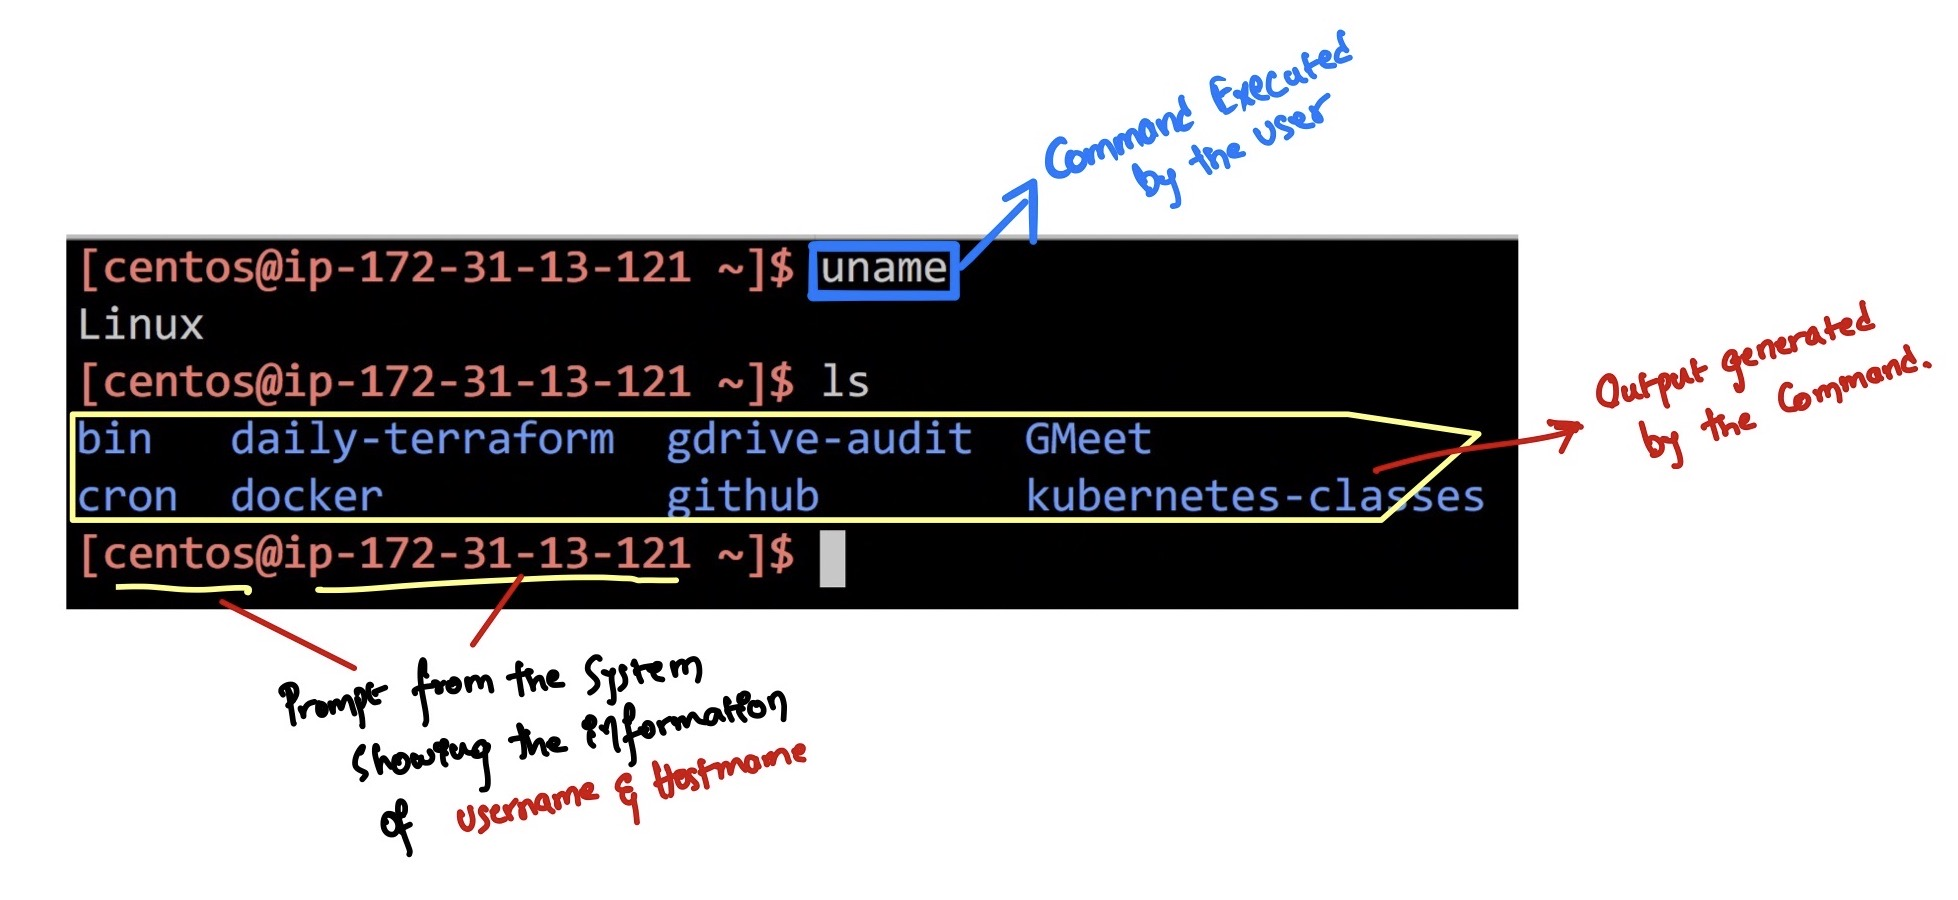 Command Executed
by the user
[centos@ip-172-31-13-121 ~]$ uname
Linux
[centos@ip-172-31-13-121 ~]$ ls
bin daily-terraform gdrive-audit GMeet
cron docker github kubernetes-classes
[centos@ip-172-31-13-121 ~]$
Output generated
by the Command.
Prompt from the System
showing the information
of username & Hostname